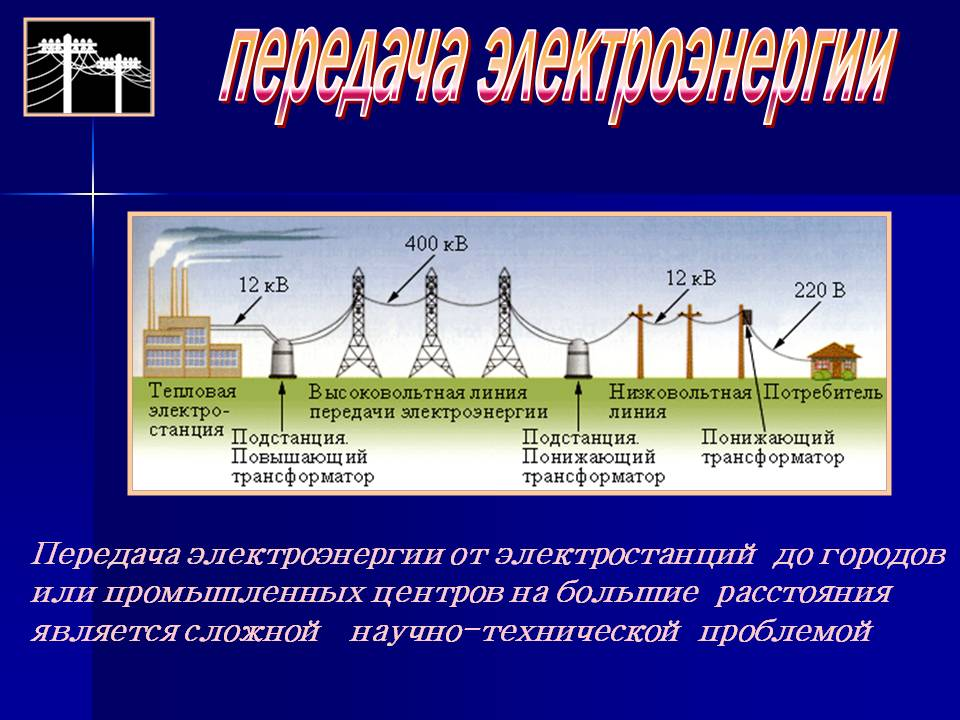 передача электроэнергии
400 кВ
12 кВ
12 кВ
220 В
Тепловая
электро-
станция
Высоковольтная линия
передачи электроэнергии
Низковольтная
линия
Потребитель
Подстанция.
Повышающий
трансформатор
Подстанция.
Понижающий
трансформатор
Понижающий
трансформатор
Передача электроэнергии от электростанций до городов
или промышленных центров на большие расстояния
является сложной научно-технической проблемой